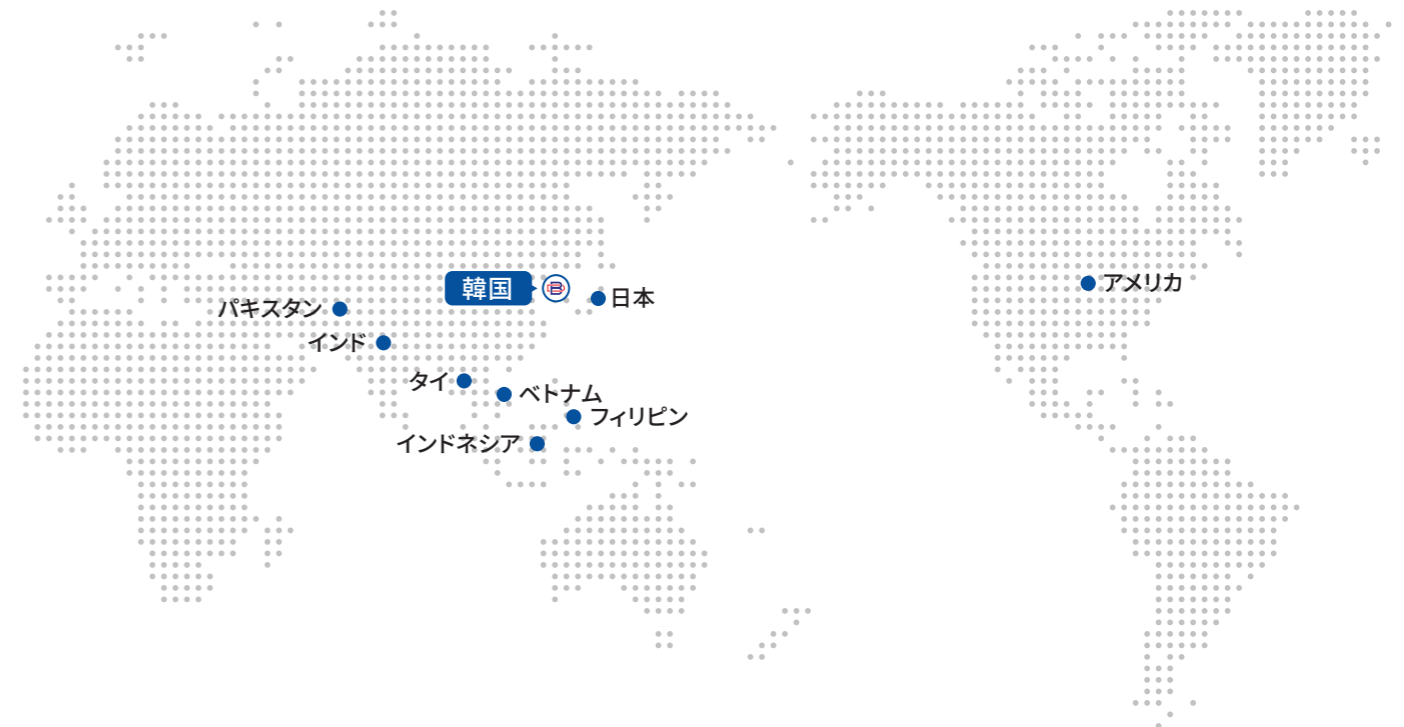 アメリカ
韓国
日本
パキスタン
インド
タイ
ベトナム
フィリピン
インドネシア